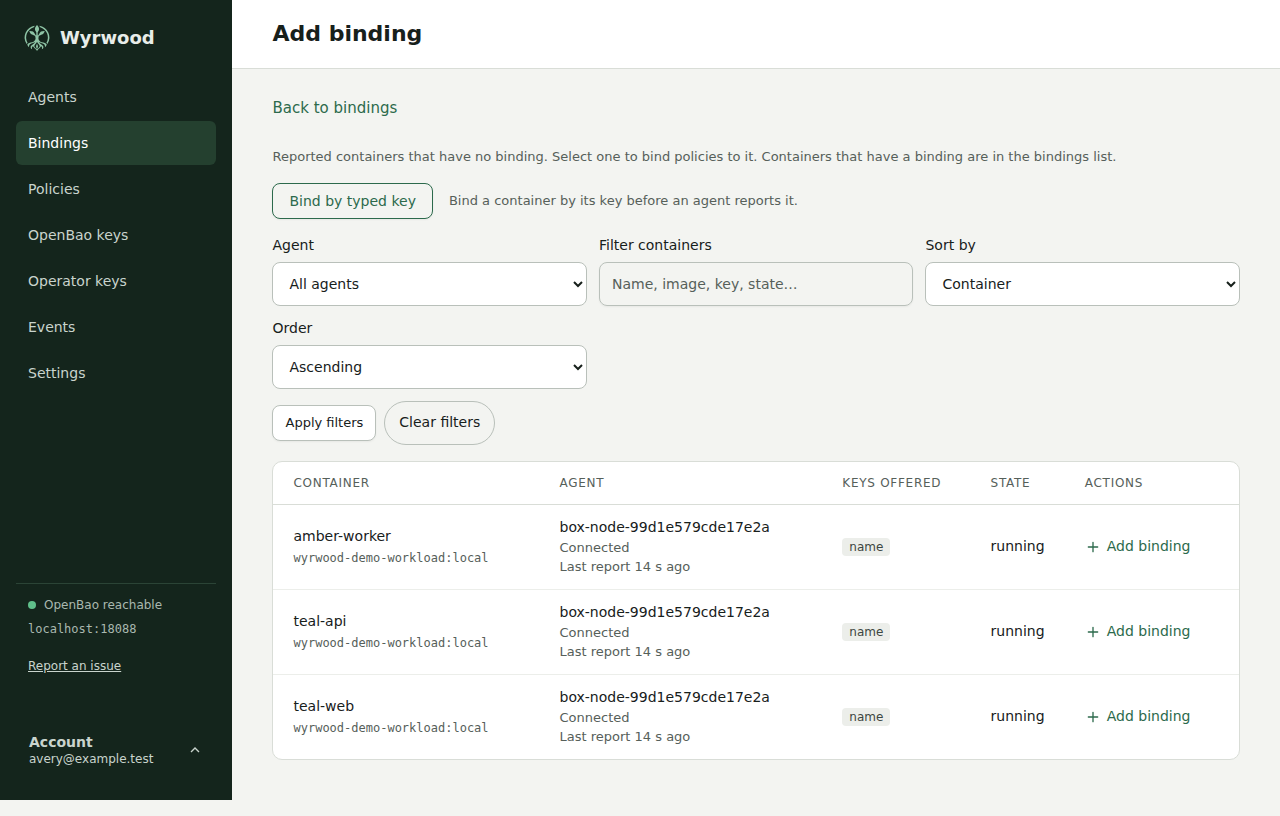 Wyrwood
Agents
Bindings
Policies
OpenBao keys
Operator keys
Events
Settings
OpenBao reachable
localhost:18088
Report an issue
Account
avery@example.test
Add binding
Back to bindings
Reported containers that have no binding. Select one to bind policies to it. Containers that have a binding are in the bindings list.
Bind by typed key
Bind a container by its key before an agent reports it.
Agent
Filter containers
Sort by
All agents
Name, image, key, state…
Container
Order
Ascending
Apply filters
Clear filters
CONTAINER AGENT KEYS OFFERED STATE ACTIONS
amber-worker
wyrwood-demo-workload:local
box-node-99d1e579cde17e2a
Connected
Last report 14 s ago
name
running
Add binding
teal-api
wyrwood-demo-workload:local
box-node-99d1e579cde17e2a
Connected
Last report 14 s ago
name
running
Add binding
teal-web
wyrwood-demo-workload:local
box-node-99d1e579cde17e2a
Connected
Last report 14 s ago
name
running
Add binding